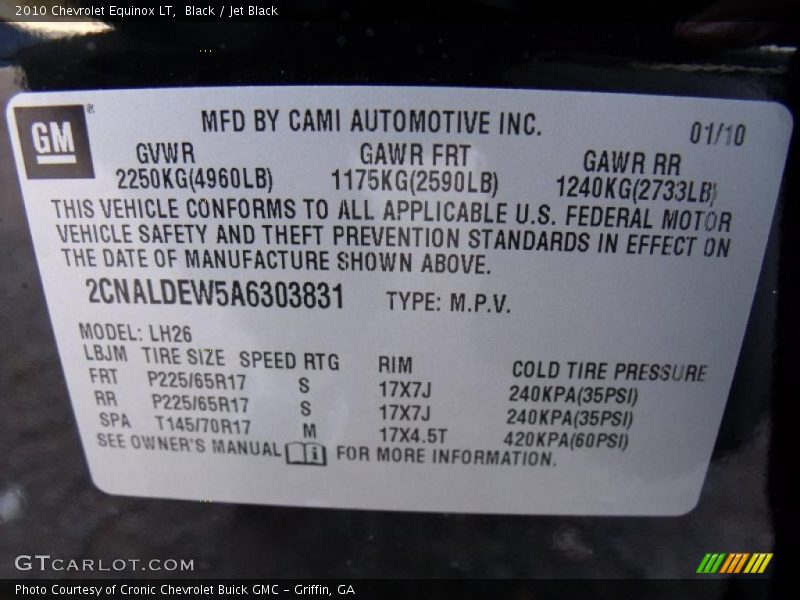 2010 Chevrolet Equinox LT, Black / Jet Black
GM ®
MFD BY CAMI AUTOMOTIVE INC.
01/10
GVWR GAWR FRT GAWR RR
2250KG(4960LB) 1175KG(2590LB) 1240KG(2733LB)
THIS VEHICLE CONFORMS TO ALL APPLICABLE U.S. FEDERAL MOTOR
VEHICLE SAFETY AND THEFT PREVENTION STANDARDS IN EFFECT ON
THE DATE OF MANUFACTURE SHOWN ABOVE.
2CNALDEW5A6303831 TYPE: M.P.V.
MODEL: LH26
LBJM TIRE SIZE SPEED RTG RIM COLD TIRE PRESSURE
FRT P225/65R17 S 17X7J 240KPA(35PSI)
RR P225/65R17 S 17X7J 240KPA(35PSI)
SPA T145/70R17 M 17X4.5T 420KPA(60PSI)
SEE OWNER'S MANUAL i FOR MORE INFORMATION.
GTCARLOT.COM
Photo Courtesy of Cronic Chevrolet Buick GMC - Griffin, GA